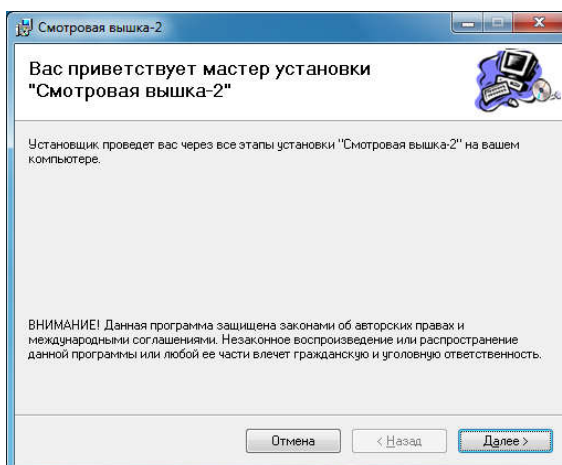 Смотровая вышка-2
Вас приветствует мастер установки
"Смотровая вышка-2"
Установщик проведет вас через все этапы установки "Смотровая вышка-2" на вашем
компьютере.
ВНИМАНИЕ! Данная программа защищена законами об авторских правах и
международными соглашениями. Незаконное воспроизведение или распространение
данной программы или любой ее части влечет гражданскую и уголовную ответственность.
Отмена
< Назад
Далее >